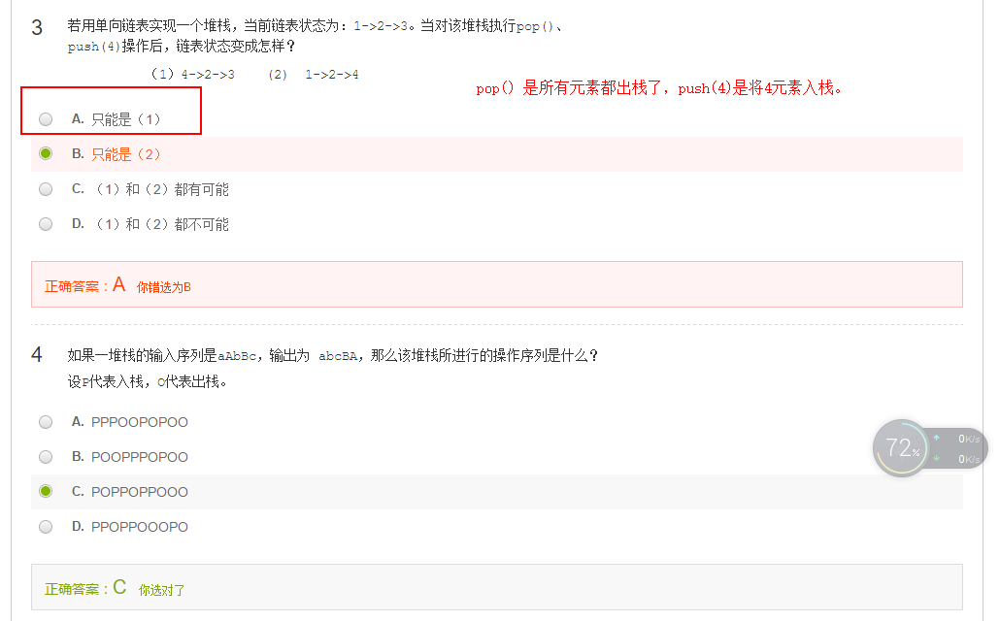 3
若用单向链表实现一个堆栈，当前链表状态为：1->2->3。当对该堆栈执行pop()、
push(4)操作后，链表状态变成怎样？
（1）4->2->3 （2） 1->2->4
pop() 是所有元素都出栈了，push(4)是将4元素入栈。
A. 只能是（1）
B. 只能是（2）
C. （1）和（2）都有可能
D. （1）和（2）都不可能
正确答案：A 你错选为B
4
如果一堆栈的输入序列是aAbBc，输出为 abcBA，那么该堆栈所进行的操作序列是什么？
设P代表入栈，O代表出栈。
A. PPPOOPOPOO
B. POOPPPOPOO
C. POPPOPPOOO
D. PPOPPOOOPO
72%
0K/s
0K/s
正确答案：C 你选对了